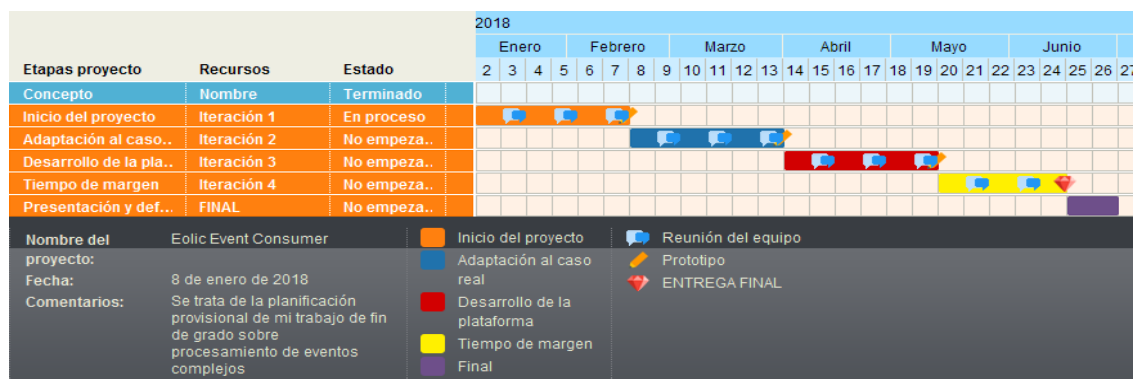 2018
Enero Febrero Marzo Abril Mayo Junio
Etapas proyecto Recursos Estado 2 3 4 5 6 7 8 9 10 11 12 13 14 15 16 17 18 19 20 21 22 23 24 25 26 27
Concepto Nombre Terminado
Inicio del proyecto Iteración 1 En proceso
Adaptación al caso.. Iteración 2 No empeza..
Desarrollo de la pla.. Iteración 3 No empeza..
Tiempo de margen Iteración 4 No empeza..
Presentación y def... FINAL No empeza..
Nombre del proyecto: Eolic Event Consumer
Fecha: 8 de enero de 2018
Comentarios: Se trata de la planificación
provisional de mi trabajo de fin
de grado sobre
procesamiento de eventos
complejos
Inicio del proyecto
Adaptación al caso
real
Desarrollo de la
plataforma
Tiempo de margen
Final
Reunión del equipo
Prototipo
ENTREGA FINAL